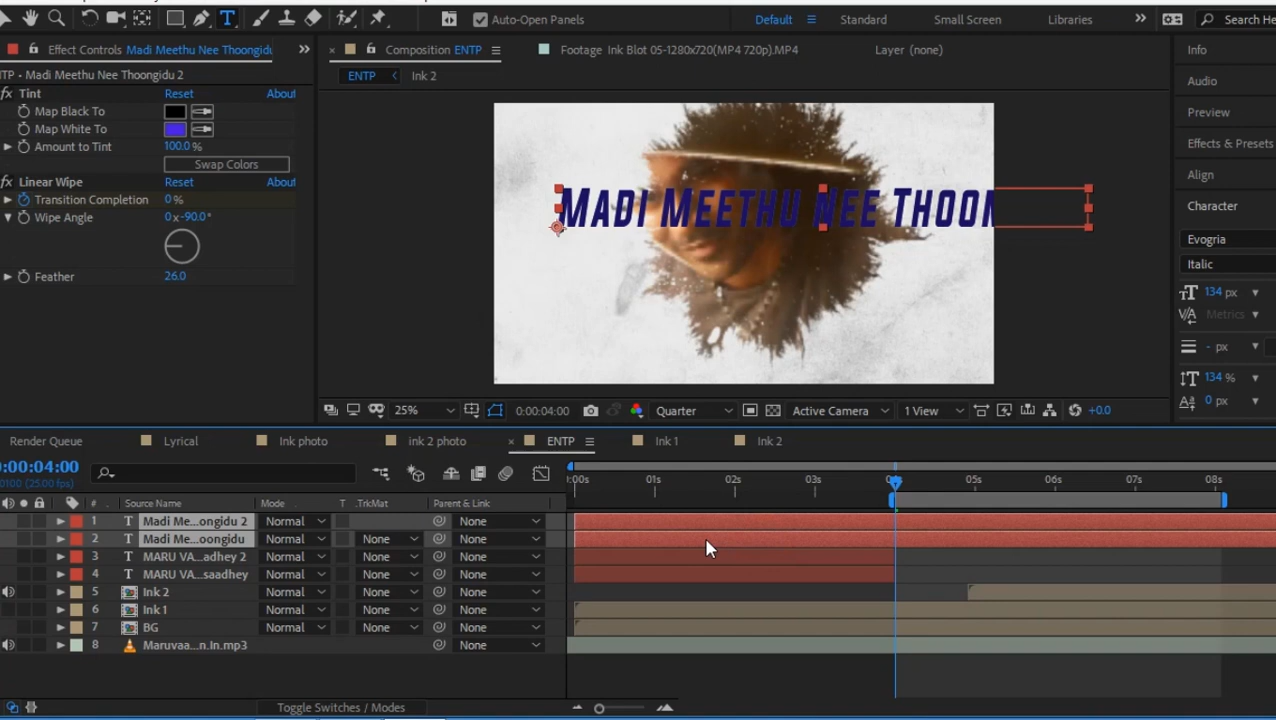 Auto-Open Panels
Default
Standard
Small Screen
Libraries
Search He
Effect Controls Madi Meethu Nee Thoongidu
Composition ENTP
Footage Ink Blot 05-1280x720(MP4 720p).MP4
Layer (none)
Info
NTP • Madi Meethu Nee Thoongidu 2
ENTP
Ink 2
Audio
fx Tint Reset About
Map Black To
Preview
Map White To
Amount to Tint 100.0 %
Effects & Presets
Swap Colors
Align
fx Linear Wipe Reset About
Transition Completion 0 %
Character
Wipe Angle 0 x -90.0 °
MADI MEETHU NEE THOON
Evogria
Italic
Feather 26.0
134 px
Metrics
- px
134 %
0 px
25%
0:00:04:00
Quarter
Active Camera
1 View
+0.0
Render Queue
Lyrical
Ink photo
ink 2 photo
ENTP
Ink 1
Ink 2
0:00:04:00
0100 (25.00 fps)
:00s 01s 02s 03s 04s 05s 06s 07s 08s
# Source Name Mode T .TrkMat Parent & Link
1 T Madi Me...ongidu 2 Normal None
2 T Madi Me...oongidu Normal None None
3 T MARU VA...adhey 2 Normal None None
4 T MARU VA...saadhey Normal None None
5 Ink 2 Normal None None
6 Ink 1 Normal None None
7 BG Normal None None
8 Maruvaa...n.In.mp3 None
Toggle Switches / Modes